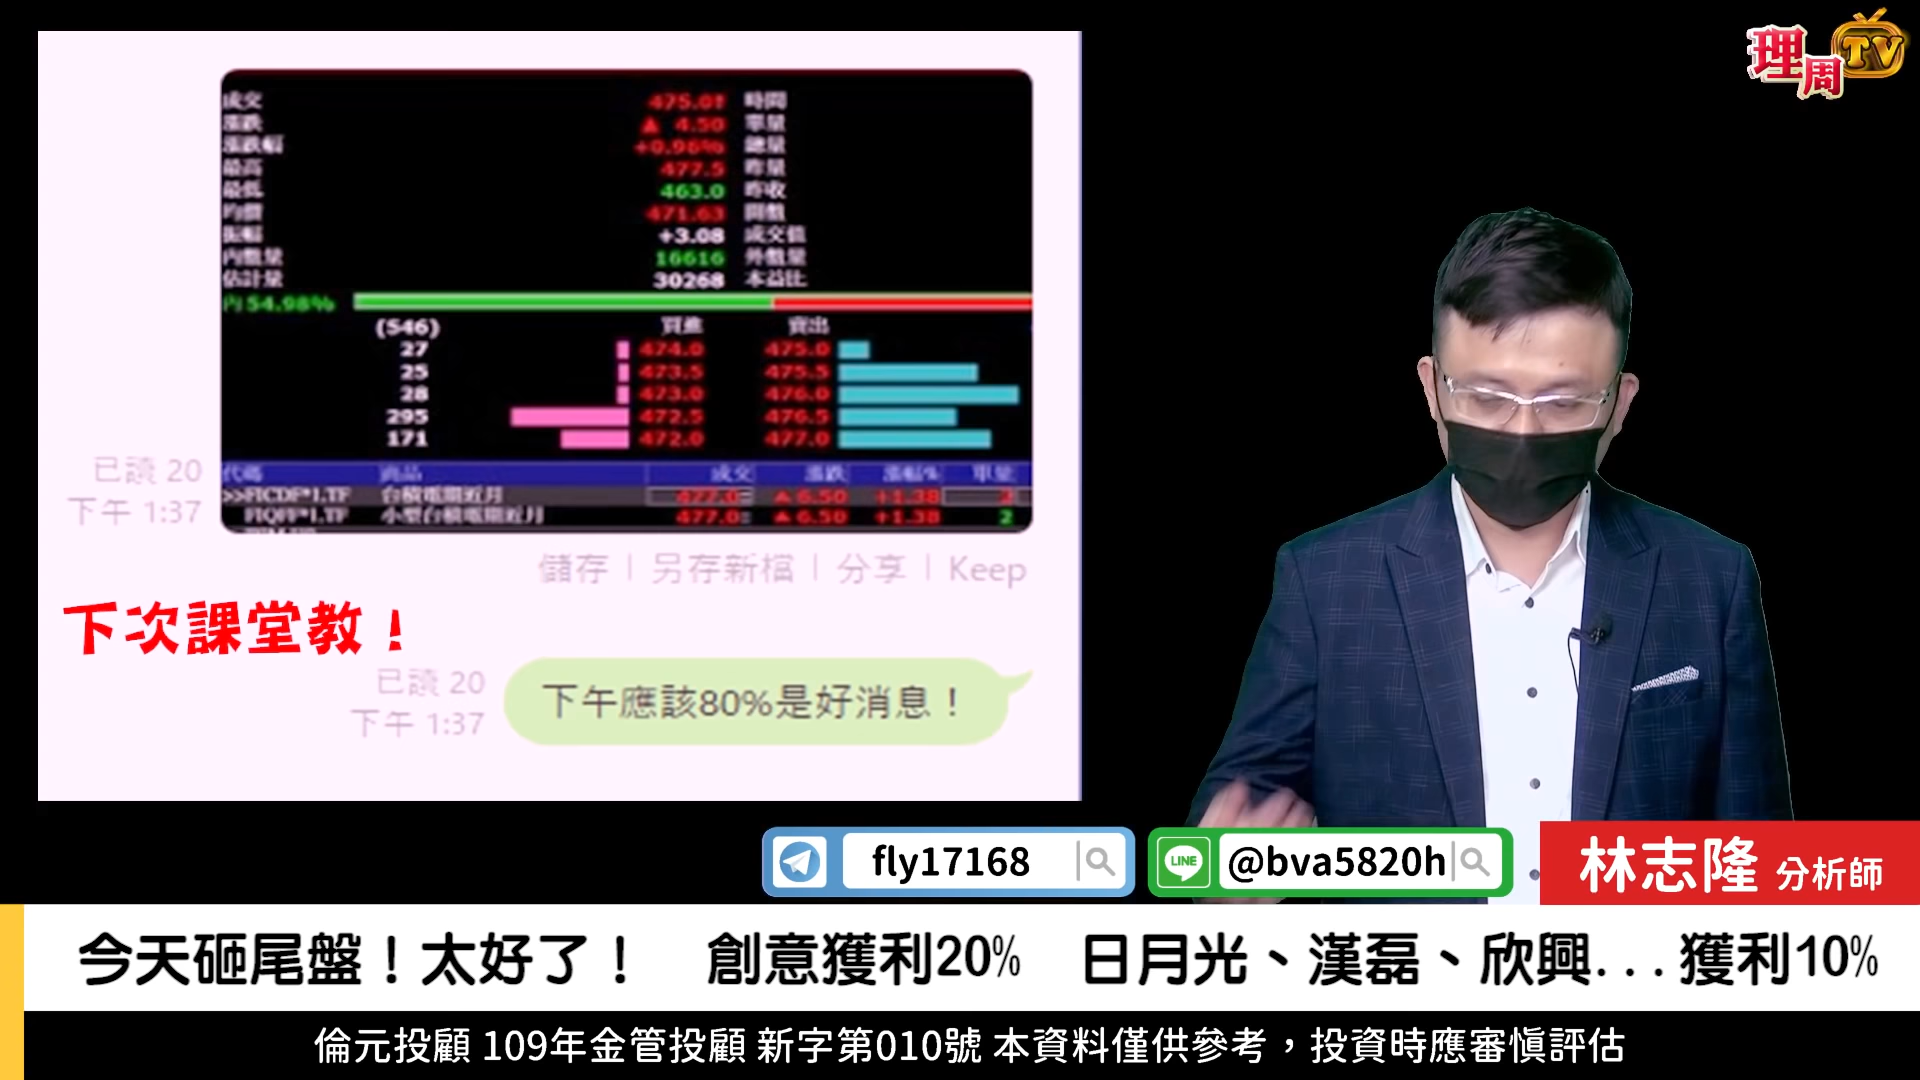 理周TV
成交 475.0↑ 時間
漲跌 ▲ 4.50 單量
漲跌幅 +0.96% 總量
最高 477.5 昨量
最低 463.0 昨收
均價 471.63 開盤
振幅 +3.08 成交值
內盤量 16616 外盤量
估計量 30268 本益比
內54.98%
(546) 買進 賣出
27 474.0 475.0
25 473.5 475.5
28 473.0 476.0
295 472.5 476.5
171 472.0 477.0
代碼 商品 成交 漲跌 漲幅% 單量
台積電期近月 477.0 ▲6.50 +1.38 2
小型台積電期近月 477.0 ▲6.50 +1.38 2
已讀 20
下午 1:37
儲存 | 另存新檔 | 分享 | Keep
下次課堂教！
已讀 20
下午 1:37
下午應該80%是好消息！
fly17168
LINE @bva5820h
林志隆 分析師
今天砸尾盤！太好了！ 創意獲利20% 日月光、漢磊、欣興...獲利10%
倫元投顧 109年金管投顧 新字第010號 本資料僅供參考，投資時應審慎評估